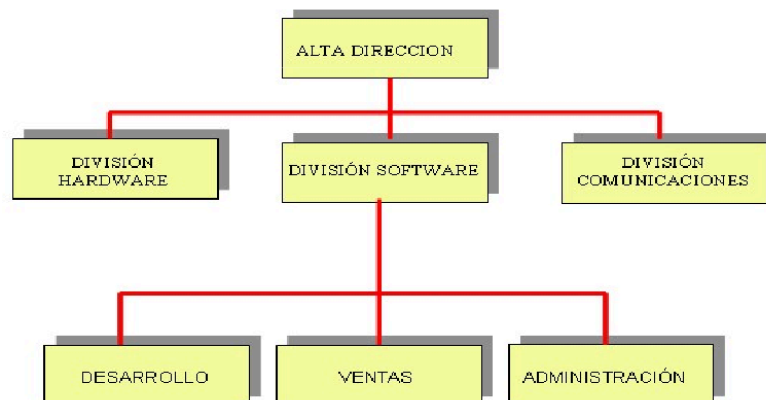 ALTA DIRECCION
DIVISIÓN
HARDWARE
DIVISIÓN SOFTWARE
DIVISIÓN
COMUNICACIONES
DESARROLLO
VENTAS
ADMINISTRACIÓN